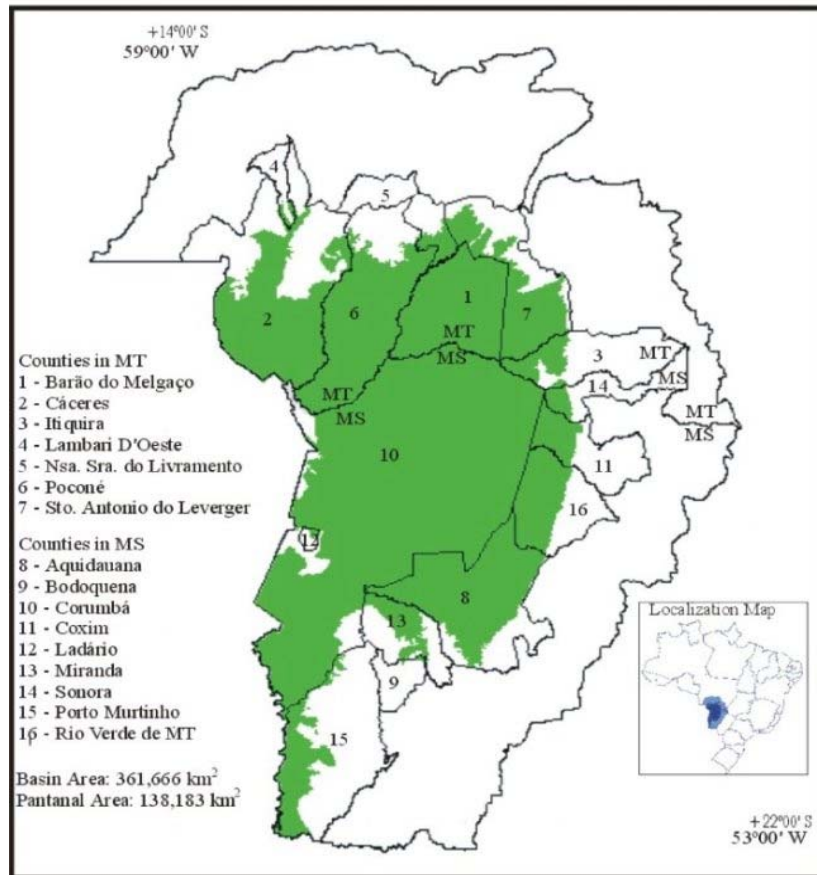 +14°00' S
59°00' W
4
5
1
6
7
2
MT
MS
3
MT
MS
14
MT
MS
MT
MS
10
11
16
12
8
13
9
15
Counties in MT
1 - Barão do Melgaço
2 - Cáceres
3 - Itiquira
4 - Lambari D'Oeste
5 - Nsa. Sra. do Livramento
6 - Poconé
7 - Sto. Antonio do Leverger
Counties in MS
8 - Aquidauana
9 - Bodoquena
10 - Corumbá
11 - Coxim
12 - Ladário
13 - Miranda
14 - Sonora
15 - Porto Murtinho
16 - Rio Verde de MT
Basin Area: 361,666 km²
Pantanal Area: 138,183 km²
Localization Map
+22°00' S
53°00' W